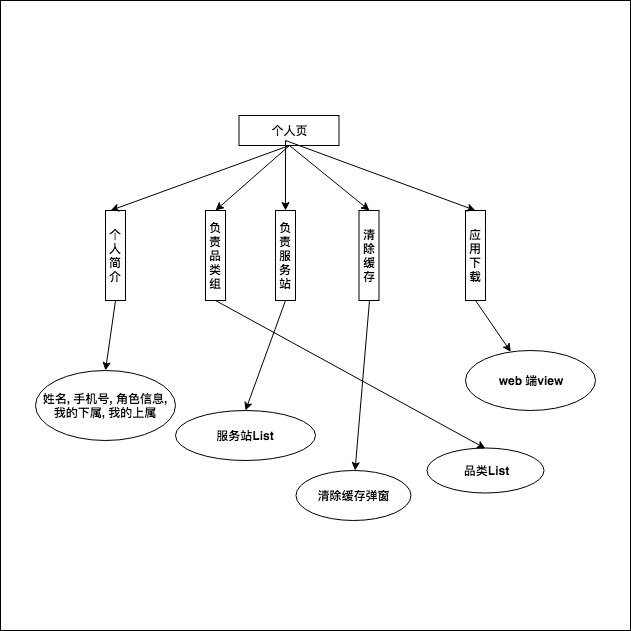 个人页
个人简介
负责品类组
负责服务站
清除缓存
应用下载
姓名, 手机号, 角色信息,
我的下属, 我的上属
服务站List
清除缓存弹窗
品类List
web 端view